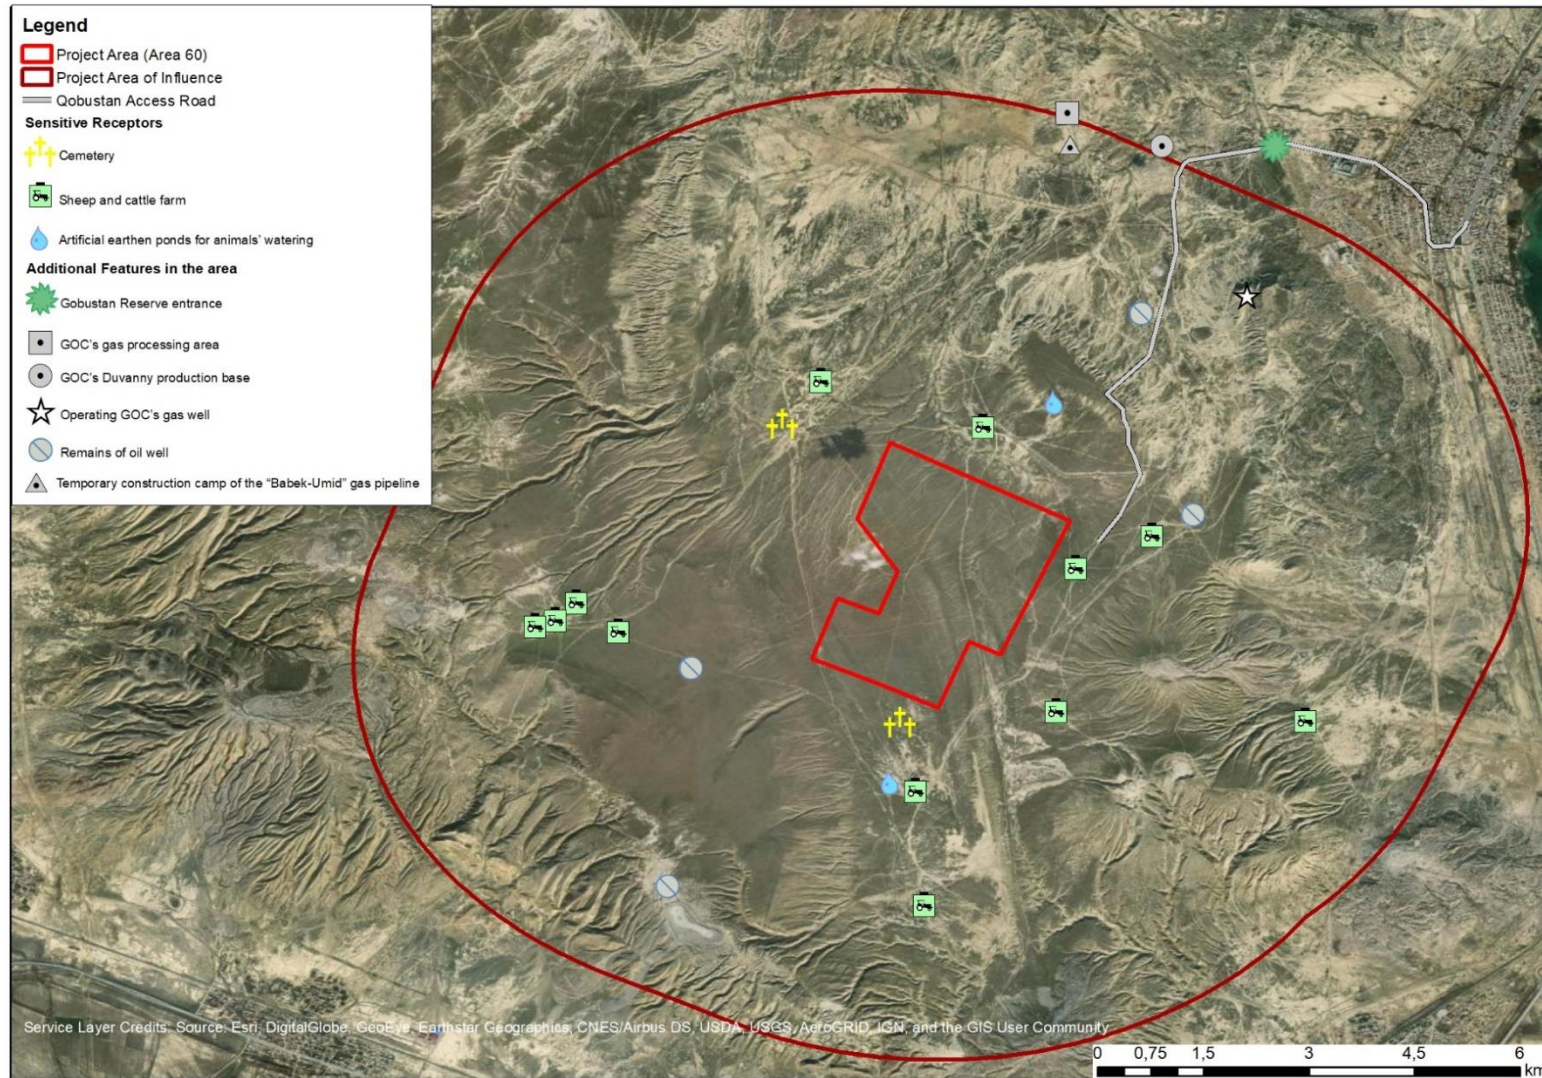 Legend
Project Area (Area 60)
Project Area of Influence
Qobustan Access Road
Sensitive Receptors
Cemetery
Sheep and cattle farm
Artificial earthen ponds for animals' watering
Additional Features in the area
Gobustan Reserve entrance
GOC's gas processing area
GOC's Duvanny production base
Operating GOC's gas well
Remains of oil well
Temporary construction camp of the “Babek-Umid” gas pipeline
Service Layer Credits: Source: Esri, DigitalGlobe, GeoEye, Earthstar Geographics, CNES/Airbus DS, USDA, USGS, AeroGRID, IGN, and the GIS User Community
0 0,75 1,5 3 4,5 6
km